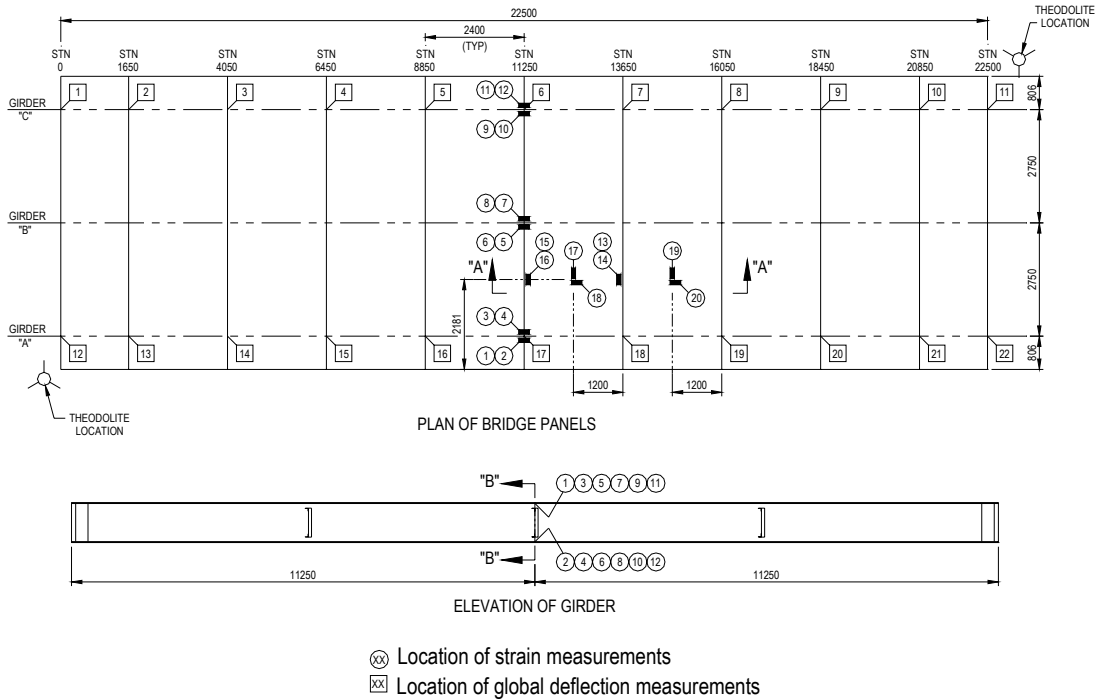 THEODOLITE
LOCATION
22500
2400
(TYP)
STN
0
STN
1650
STN
4050
STN
6450
STN
8850
STN
11250
STN
13650
STN
16050
STN
18450
STN
20850
STN
22500
GIRDER
"C"
1
2
3
4
5
11 12
6
7
8
9
10
11
806
9 10
2750
GIRDER
"B"
8 7
6 5
15
16
17
13
14
19
"A"
"A"
18
20
2750
2181
GIRDER
"A"
3 4
12
13
14
15
16
1 2
17
18
19
20
21
22
806
1200
1200
THEODOLITE
LOCATION
PLAN OF BRIDGE PANELS
"B"
1 3 5 7 9 11
"B"
2 4 6 8 10 12
11250
11250
ELEVATION OF GIRDER
XX Location of strain measurements
XX Location of global deflection measurements